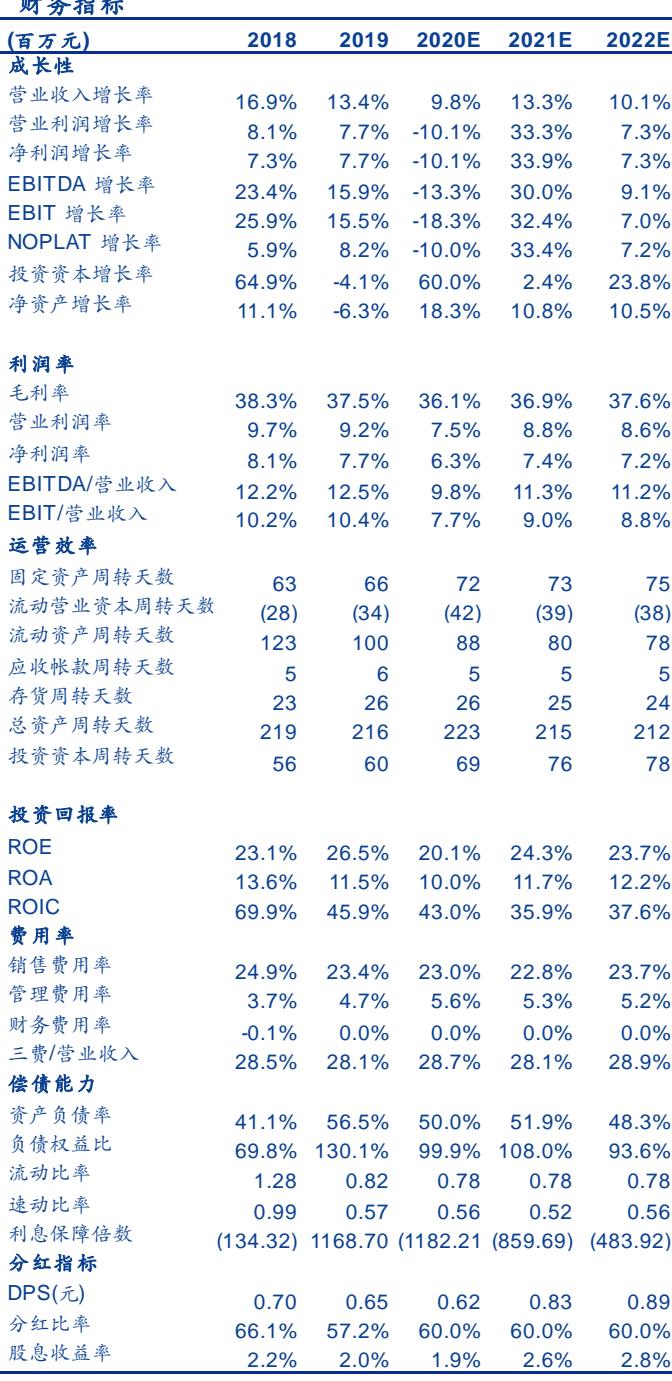 财务指标
(百万元) 2018 2019 2020E 2021E 2022E
成长性
营业收入增长率 16.9% 13.4% 9.8% 13.3% 10.1%
营业利润增长率 8.1% 7.7% -10.1% 33.3% 7.3%
净利润增长率 7.3% 7.7% -10.1% 33.9% 7.3%
EBITDA 增长率 23.4% 15.9% -13.3% 30.0% 9.1%
EBIT 增长率 25.9% 15.5% -18.3% 32.4% 7.0%
NOPLAT 增长率 5.9% 8.2% -10.0% 33.4% 7.2%
投资资本增长率 64.9% -4.1% 60.0% 2.4% 23.8%
净资产增长率 11.1% -6.3% 18.3% 10.8% 10.5%
利润率
毛利率 38.3% 37.5% 36.1% 36.9% 37.6%
营业利润率 9.7% 9.2% 7.5% 8.8% 8.6%
净利润率 8.1% 7.7% 6.3% 7.4% 7.2%
EBITDA/营业收入 12.2% 12.5% 9.8% 11.3% 11.2%
EBIT/营业收入 10.2% 10.4% 7.7% 9.0% 8.8%
运营效率
固定资产周转天数 63 66 72 73 75
流动营业资本周转天数 (28) (34) (42) (39) (38)
流动资产周转天数 123 100 88 80 78
应收帐款周转天数 5 6 5 5 5
存货周转天数 23 26 26 25 24
总资产周转天数 219 216 223 215 212
投资资本周转天数 56 60 69 76 78
投资回报率
ROE 23.1% 26.5% 20.1% 24.3% 23.7%
ROA 13.6% 11.5% 10.0% 11.7% 12.2%
ROIC 69.9% 45.9% 43.0% 35.9% 37.6%
费用率
销售费用率 24.9% 23.4% 23.0% 22.8% 23.7%
管理费用率 3.7% 4.7% 5.6% 5.3% 5.2%
财务费用率 -0.1% 0.0% 0.0% 0.0% 0.0%
三费/营业收入 28.5% 28.1% 28.7% 28.1% 28.9%
偿债能力
资产负债率 41.1% 56.5% 50.0% 51.9% 48.3%
负债权益比 69.8% 130.1% 99.9% 108.0% 93.6%
流动比率 1.28 0.82 0.78 0.78 0.78
速动比率 0.99 0.57 0.56 0.52 0.56
利息保障倍数 (134.32) 1168.70 (1182.21 (859.69) (483.92)
分红指标
DPS(元) 0.70 0.65 0.62 0.83 0.89
分红比率 66.1% 57.2% 60.0% 60.0% 60.0%
股息收益率 2.2% 2.0% 1.9% 2.6% 2.8%